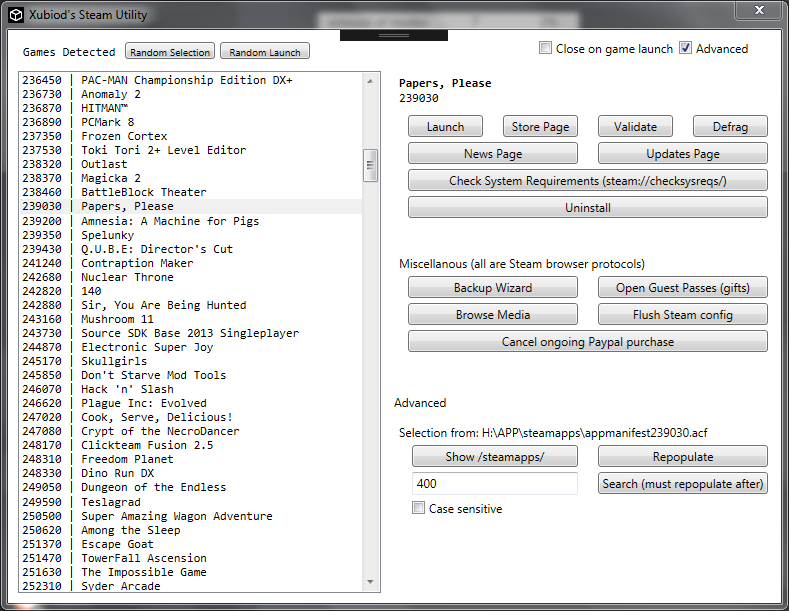 Xubiod's Steam Utility
Games Detected
Random Selection
Random Launch
Close on game launch
Advanced
236450 | PAC-MAN Championship Edition DX+
236730 | Anomaly 2
236870 | HITMAN™
236890 | PCMark 8
237350 | Frozen Cortex
237530 | Toki Tori 2+ Level Editor
238320 | Outlast
238370 | Magicka 2
238460 | BattleBlock Theater
239030 | Papers, Please
239200 | Amnesia: A Machine for Pigs
239350 | Spelunky
239430 | Q.U.B.E: Director's Cut
241240 | Contraption Maker
242680 | Nuclear Throne
242820 | 140
242880 | Sir, You Are Being Hunted
243160 | Mushroom 11
243730 | Source SDK Base 2013 Singleplayer
244870 | Electronic Super Joy
245170 | Skullgirls
245850 | Don't Starve Mod Tools
246070 | Hack 'n' Slash
246620 | Plague Inc: Evolved
247020 | Cook, Serve, Delicious!
247080 | Crypt of the NecroDancer
248170 | Clickteam Fusion 2.5
248310 | Freedom Planet
248330 | Dino Run DX
249050 | Dungeon of the Endless
249590 | Teslagrad
250500 | Super Amazing Wagon Adventure
250620 | Among the Sleep
251370 | Escape Goat
251470 | TowerFall Ascension
251630 | The Impossible Game
252310 | Syder Arcade
Papers, Please
239030
Launch
Store Page
Validate
Defrag
News Page
Updates Page
Check System Requirements (steam://checksysreqs/)
Uninstall
Miscellanous (all are Steam browser protocols)
Backup Wizard
Open Guest Passes (gifts)
Browse Media
Flush Steam config
Cancel ongoing Paypal purchase
Advanced
Selection from: H:\APP\steamapps\appmanifest239030.acf
Show /steamapps/
Repopulate
400
Search (must repopulate after)
Case sensitive